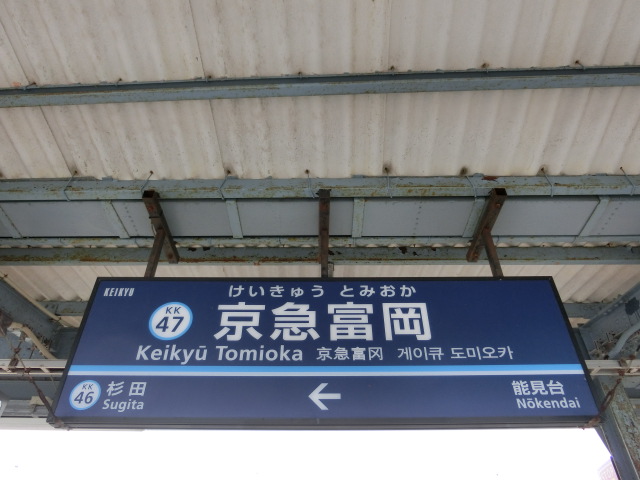 KEIKYU
けいきゅう とみおか
KK 47 京急富岡
Keikyū Tomioka 京急富冈 게이큐 도미오카
KK 46 杉田 ← 能見台
Sugita Nōkendai